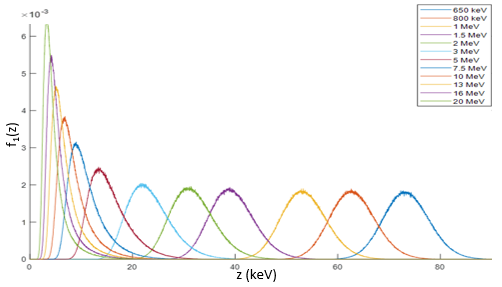 ×10⁻³
6
5
4
3
2
1
0
f₁(z)
0 20 40 60 80
z (keV)
650 keV
800 keV
1 MeV
1.5 MeV
2 MeV
3 MeV
5 MeV
7.5 MeV
10 MeV
13 MeV
16 MeV
20 MeV